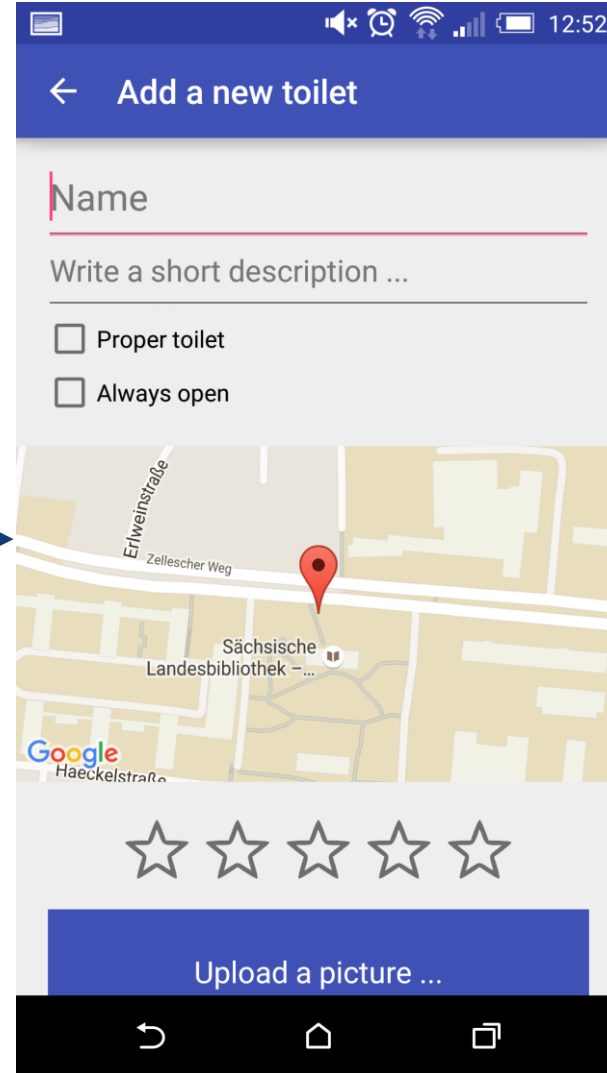 12:52
Add a new toilet
Name
Write a short description ...
Proper toilet
Always open
Erlweinstraße
Zellescher Weg
Sächsische
Landesbibliothek –...
Google
Haeckelstraße
Upload a picture ...